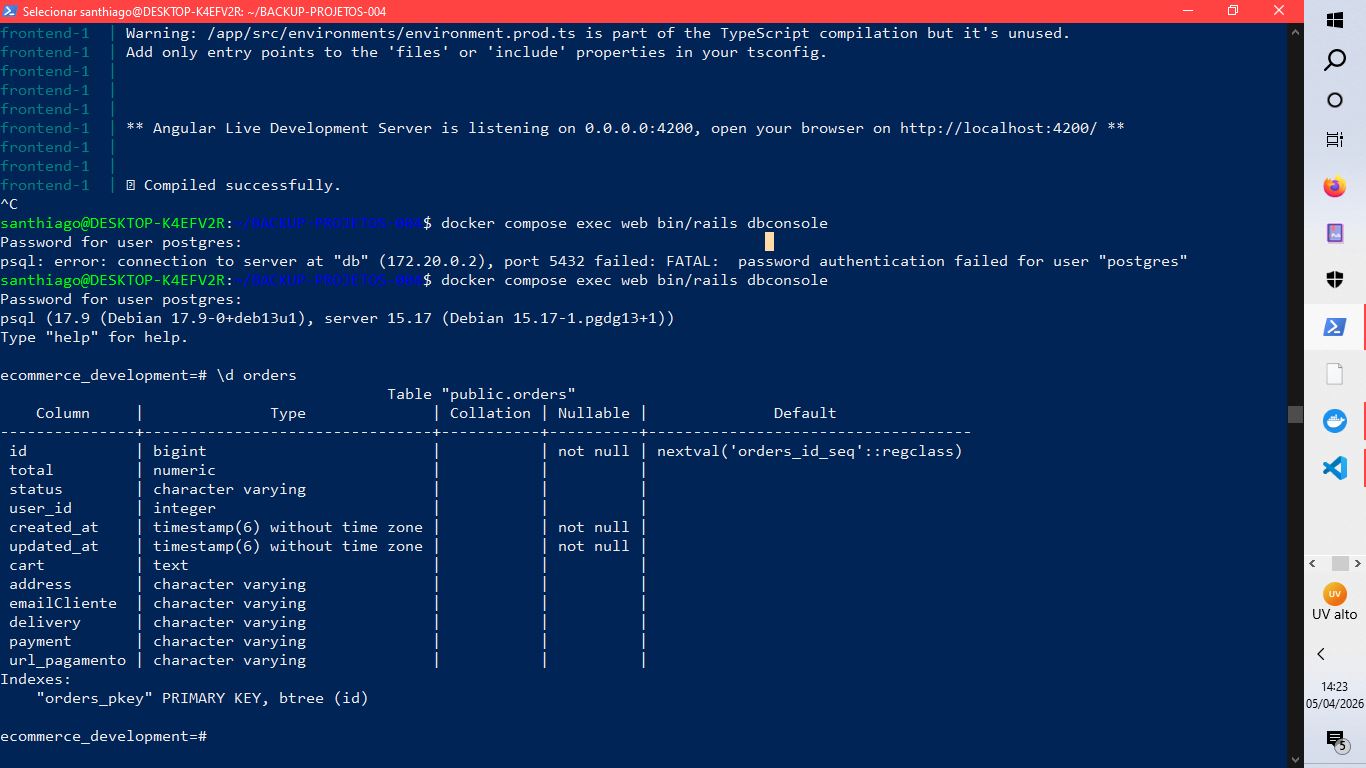 Selecionar santhiago@DESKTOP-K4EFV2R: ~/BACKUP-PROJETOS-004
frontend-1  | Warning: /app/src/environments/environment.prod.ts is part of the TypeScript compilation but it's unused.
frontend-1  | Add only entry points to the 'files' or 'include' properties in your tsconfig.
frontend-1  |
frontend-1  |
frontend-1  |
frontend-1  | ** Angular Live Development Server is listening on 0.0.0.0:4200, open your browser on http://localhost:4200/ **
frontend-1  |
frontend-1  |
frontend-1  | Compiled successfully.
^C
santhiago@DESKTOP-K4EFV2R:~/BACKUP-PROJETOS-004$ docker compose exec web bin/rails dbconsole
Password for user postgres:
psql: error: connection to server at "db" (172.20.0.2), port 5432 failed: FATAL:  password authentication failed for user "postgres"
santhiago@DESKTOP-K4EFV2R:~/BACKUP-PROJETOS-004$ docker compose exec web bin/rails dbconsole
Password for user postgres:
psql (17.9 (Debian 17.9-0+deb13u1), server 15.17 (Debian 15.17-1.pgdg13+1))
Type "help" for help.
ecommerce_development=# \d orders
                                           Table "public.orders"
    Column     |              Type              | Collation | Nullable |              Default
---------------+--------------------------------+-----------+----------+------------------------------------
 id            | bigint                         |           | not null | nextval('orders_id_seq'::regclass)
 total         | numeric                        |           |          |
 status        | character varying              |           |          |
 user_id       | integer                        |           |          |
 created_at    | timestamp(6) without time zone |           | not null |
 updated_at    | timestamp(6) without time zone |           | not null |
 cart          | text                           |           |          |
 address       | character varying              |           |          |
 emailCliente  | character varying              |           |          |
 delivery      | character varying              |           |          |
 payment       | character varying              |           |          |
 url_pagamento | character varying              |           |          |
Indexes:
    "orders_pkey" PRIMARY KEY, btree (id)
ecommerce_development=#
UV
UV alto
14:23
05/04/2026
5